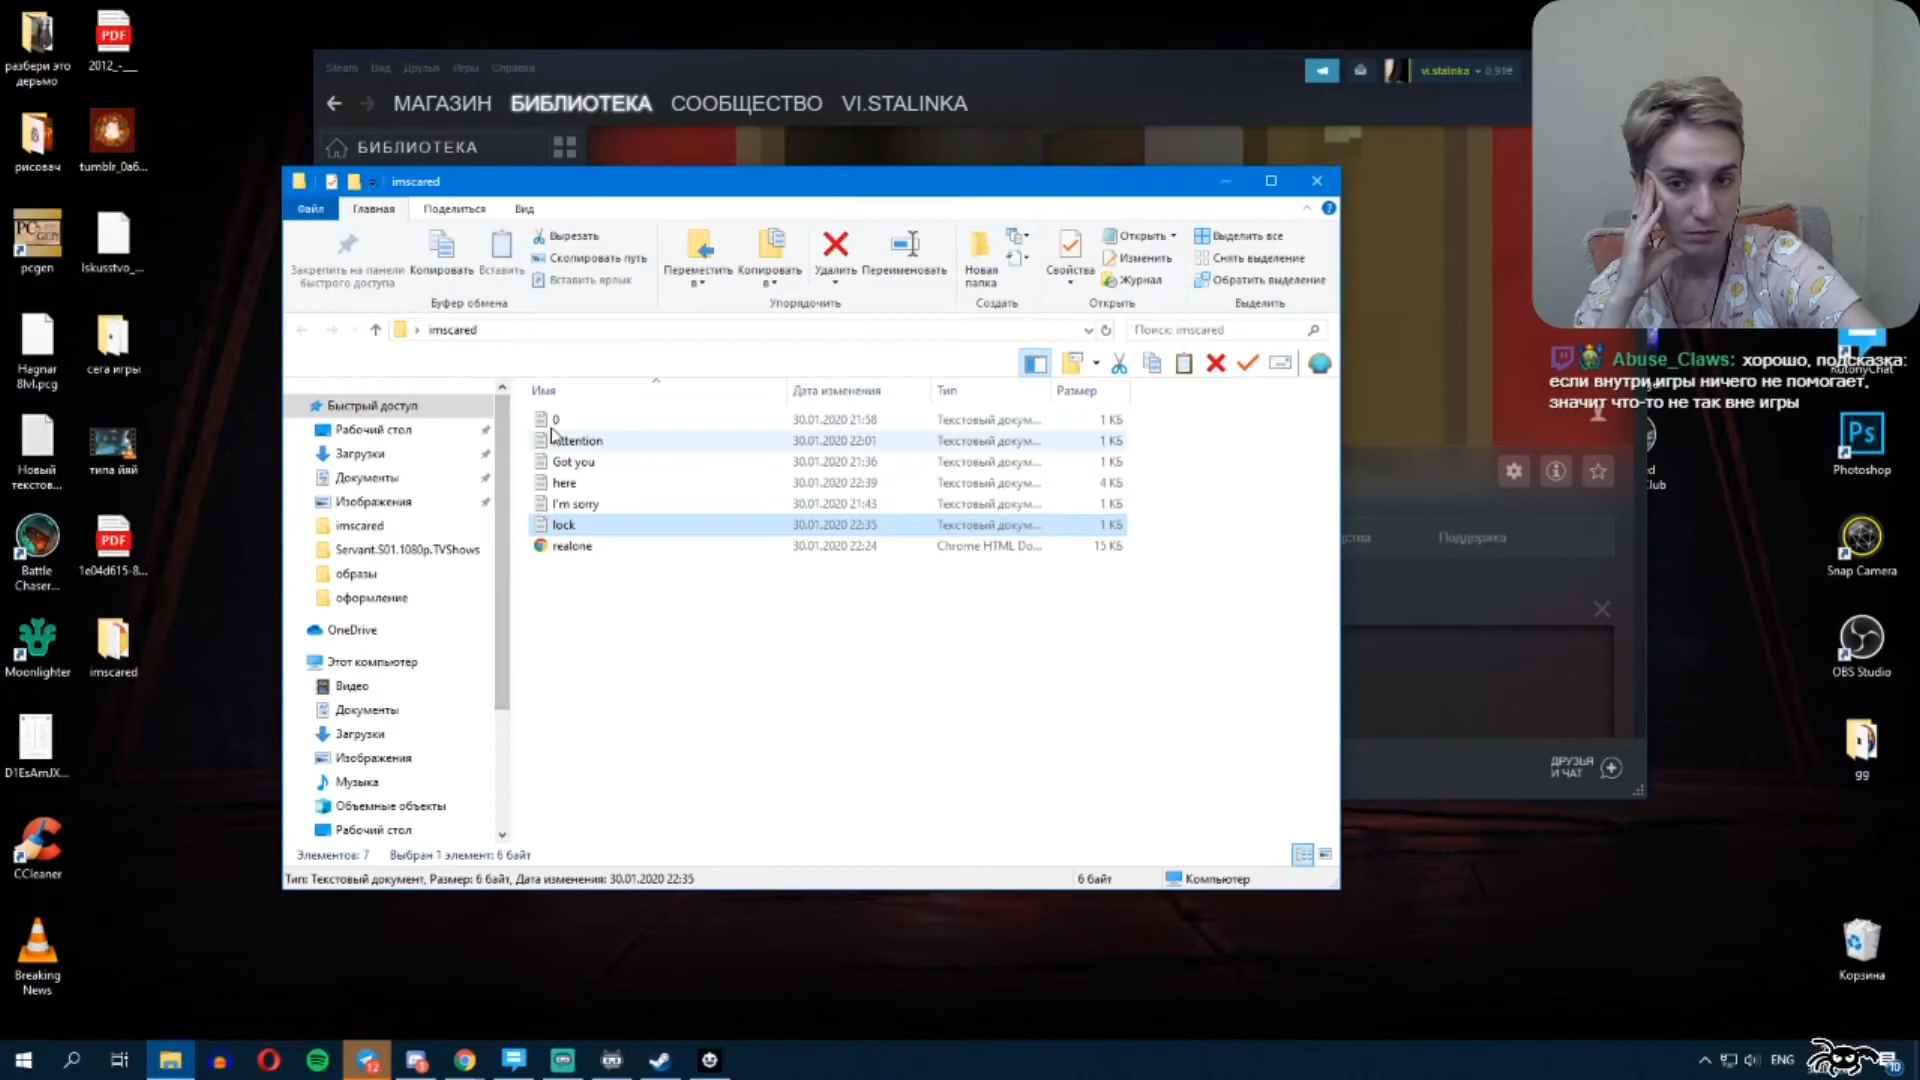 разбери это
дерьмо
2012_-___
рисовач
tumblr_0a6...
pcgen
Iskusstvo_...
Hagnar
8lvl.pcg
сега игры
Новый
текстов...
типа йяй
Battle
Chaser...
1e04d615-8...
Moonlighter
imscared
D1EsAmJX...
CCleaner
Breaking
News
Steam Вид Друзья Игры Справка
vi.stalinka
МАГАЗИН БИБЛИОТЕКА СООБЩЕСТВО VI.STALINKA
БИБЛИОТЕКА
imscared
Файл Главная Поделиться Вид
Закрепить на панели
быстрого доступа
Копировать Вставить
Вырезать
Скопировать путь
Вставить ярлык
Буфер обмена
Переместить
в
Копировать
в
Удалить Переименовать
Упорядочить
Новая
папка
Создать
Свойства
Открыть
Изменить
Журнал
Открыть
Выделить все
Снять выделение
Обратить выделение
Выделить
imscared
Поиск: imscared
Имя Дата изменения Тип Размер
0 30.01.2020 21:58 Текстовый докум... 1 КБ
attention 30.01.2020 22:01 Текстовый докум... 1 КБ
Got you 30.01.2020 21:36 Текстовый докум... 1 КБ
here 30.01.2020 22:39 Текстовый докум... 4 КБ
I'm sorry 30.01.2020 21:43 Текстовый докум... 1 КБ
lock 30.01.2020 22:35 Текстовый докум... 1 КБ
realone 30.01.2020 22:24 Chrome HTML Do... 15 КБ
Быстрый доступ
Рабочий стол
Загрузки
Документы
Изображения
imscared
Servant.S01.1080p.TVShows
образы
оформление
OneDrive
Этот компьютер
Видео
Документы
Загрузки
Изображения
Музыка
Объемные объекты
Рабочий стол
Элементов: 7 Выбран 1 элемент: 6 байт
Тип: Текстовый документ, Размер: 6 байт, Дата изменения: 30.01.2020 22:35
6 байт
Компьютер
Abuse_Claws: хорошо, подсказка:
если внутри игры ничего не помогает,
значит что-то не так вне игры
Поддержка
ДРУЗЬЯ
И ЧАТ
Photoshop
Snap Camera
OBS Studio
gg
Корзина
ENG